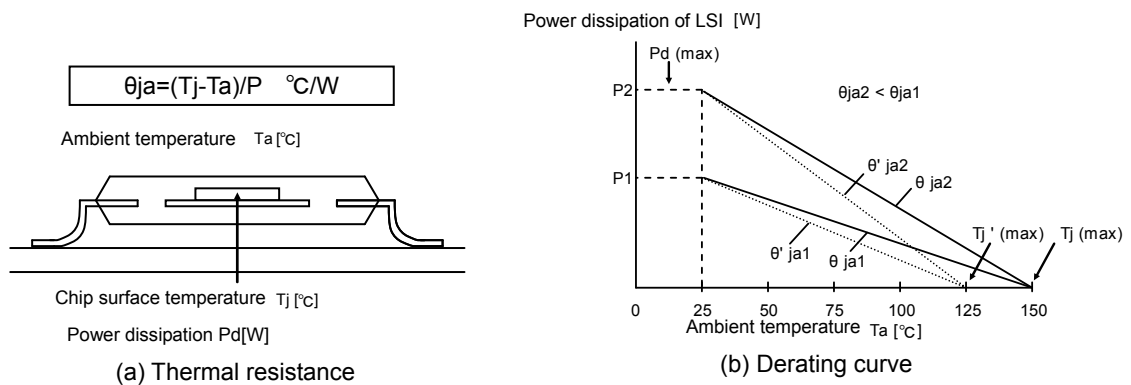 θja=(Tj-Ta)/P ℃/W
Ambient temperature Ta [℃]
Chip surface temperature Tj [℃]
Power dissipation Pd[W]
(a) Thermal resistance
Power dissipation of LSI [W]
Pd (max)
P2
θja2 < θja1
θ' ja2
θ ja2
P1
Tj ' (max) Tj (max)
θ' ja1
θ ja1
0 25 50 75 100 125 150
Ambient temperature Ta [℃]
(b) Derating curve